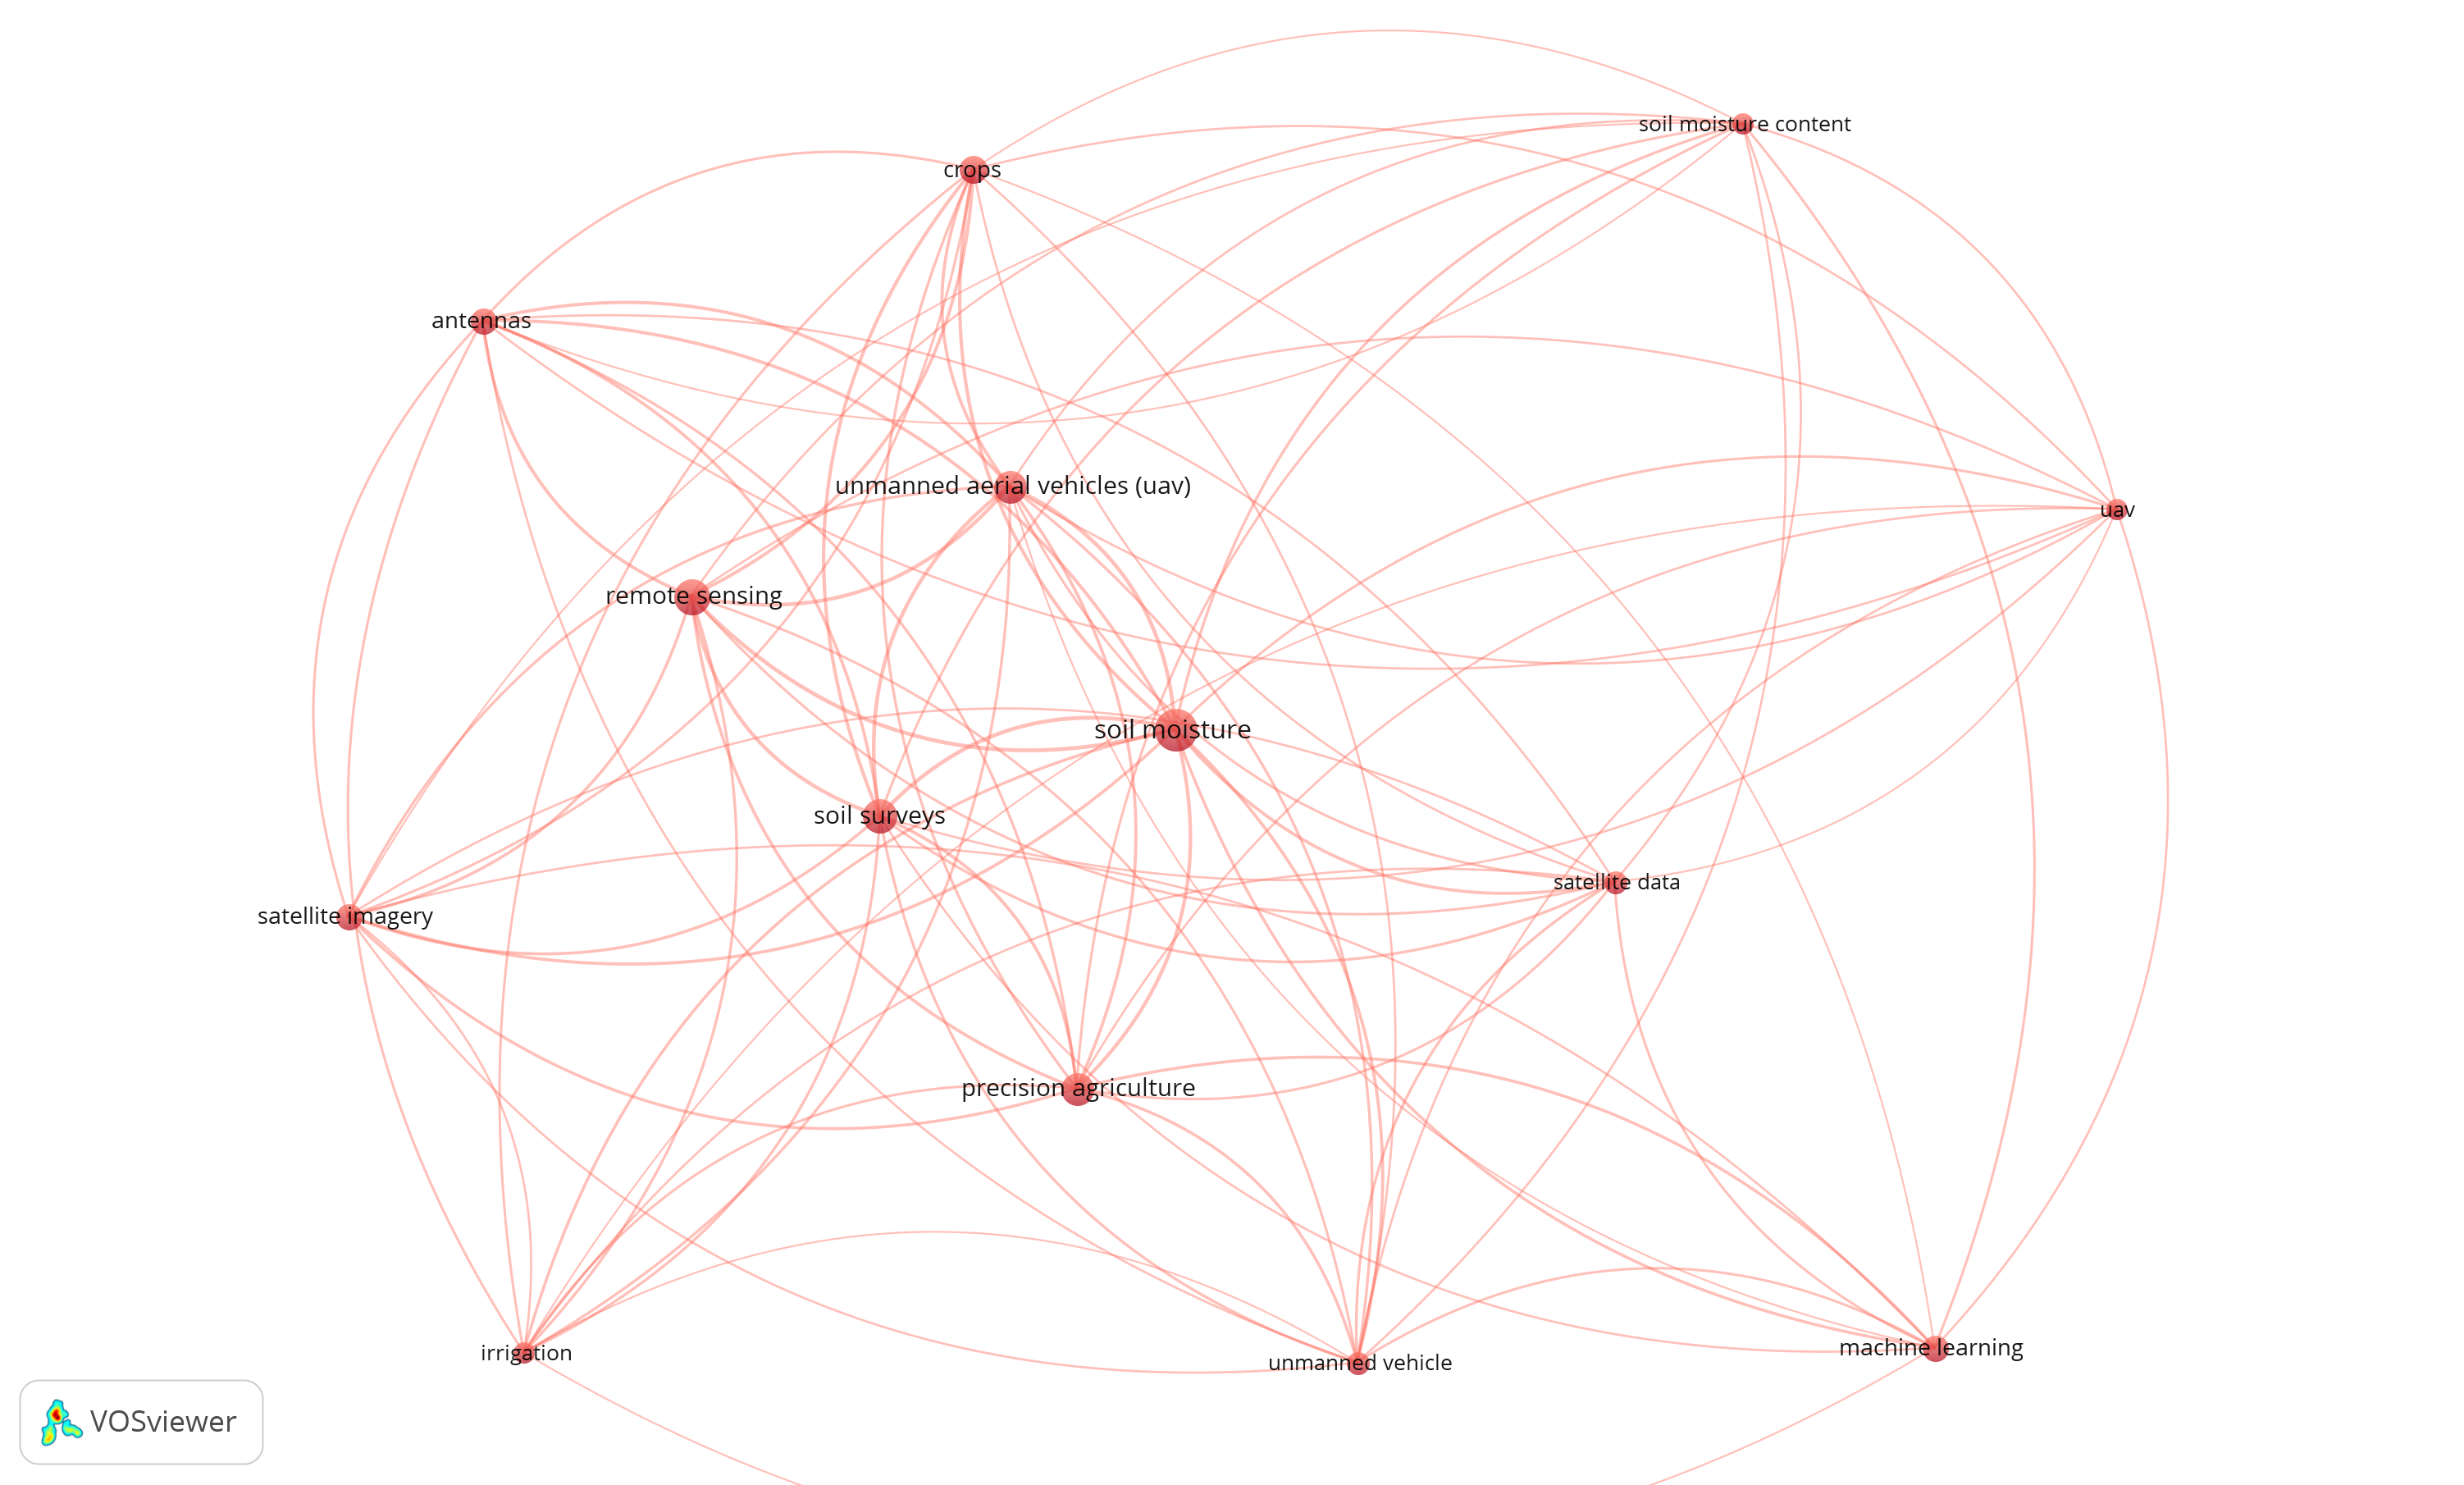 soil moisture content
crops
antennas
unmanned aerial vehicles (uav)
uav
remote sensing
soil moisture
soil surveys
satellite data
satellite imagery
precision agriculture
machine learning
irrigation
unmanned vehicle
VOSviewer